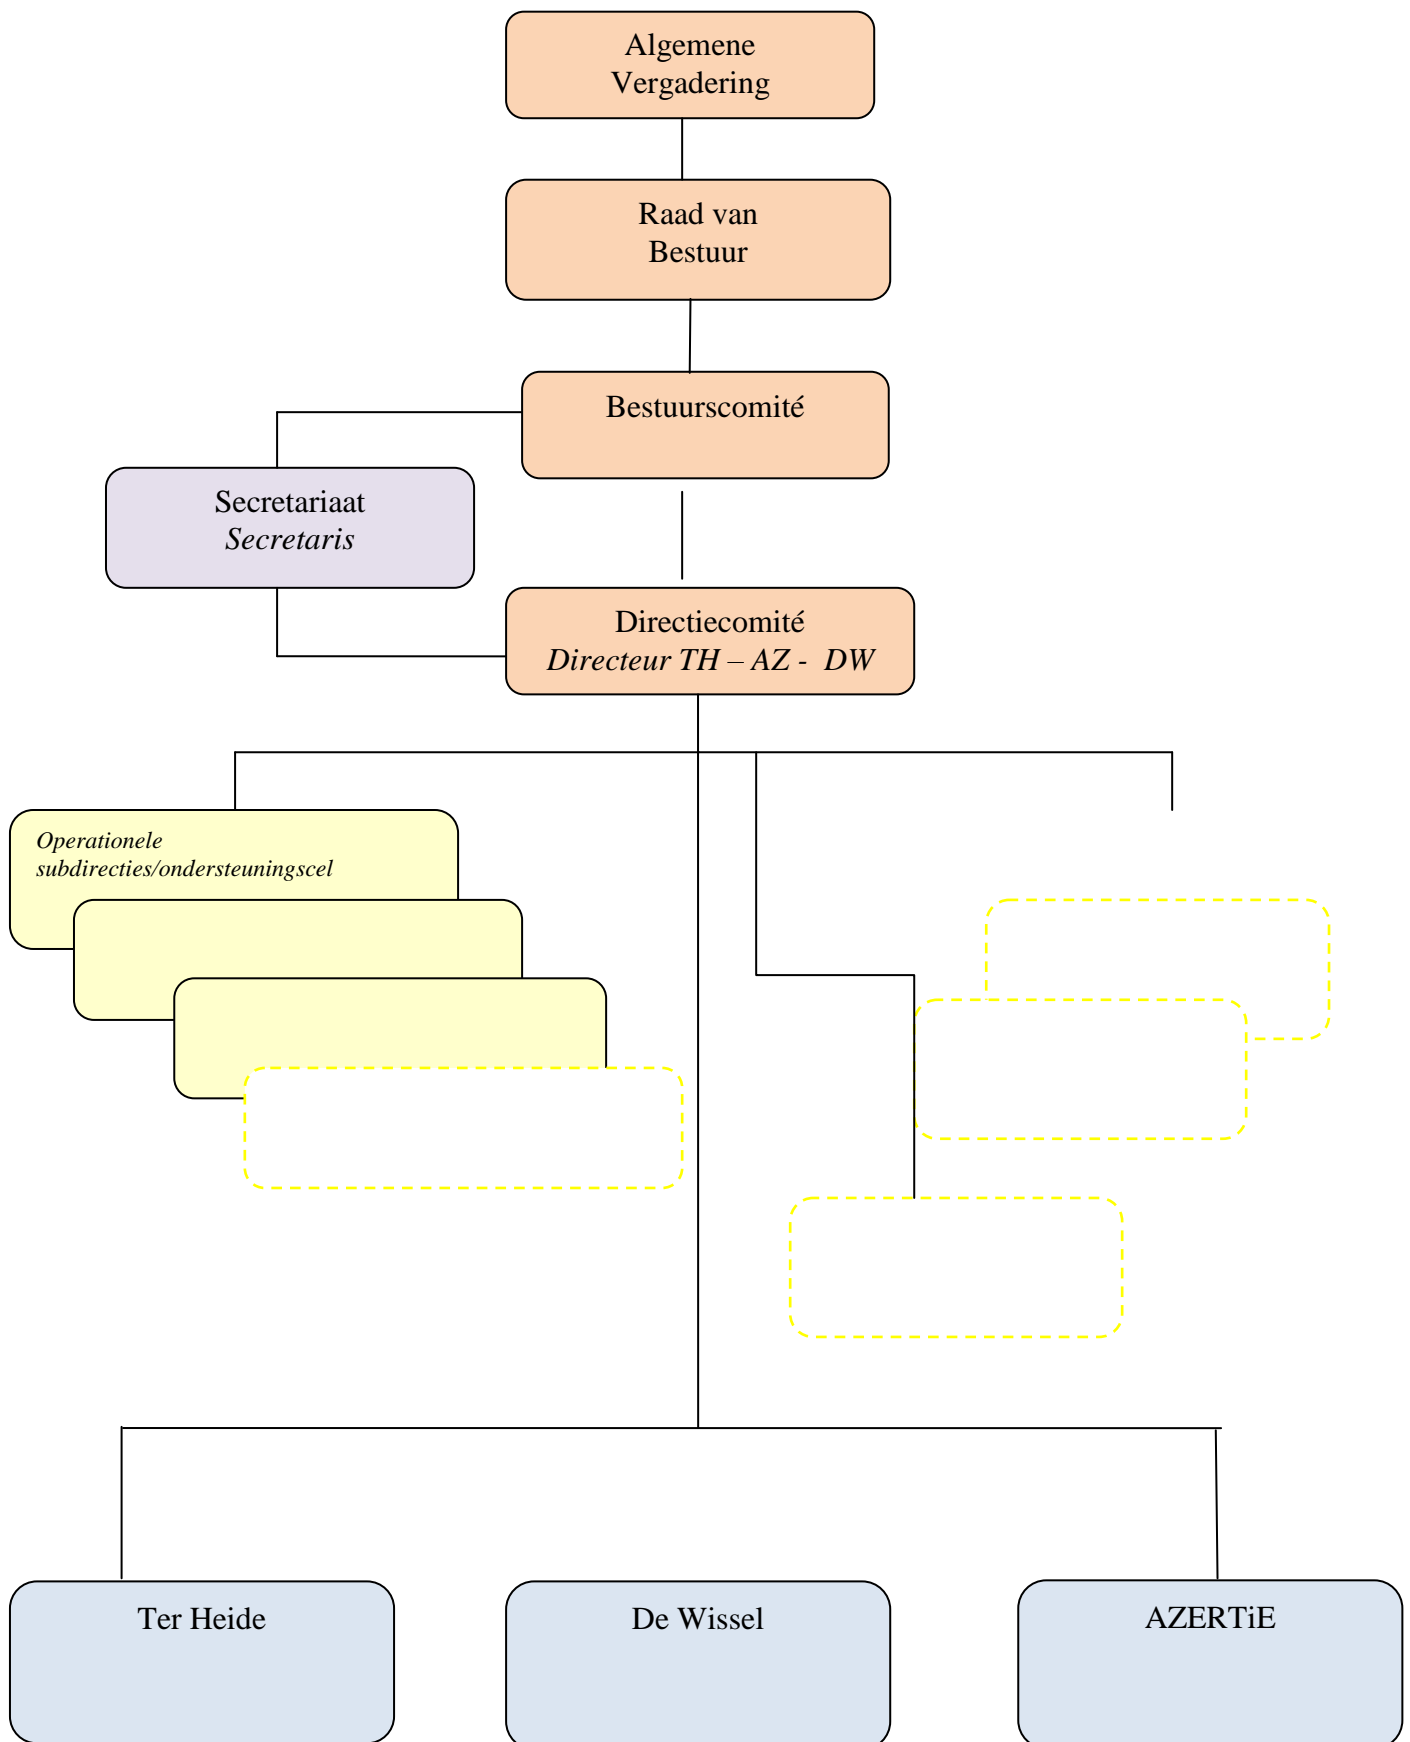 Algemene
Vergadering
Raad van
Bestuur
Bestuurscomité
Secretariaat
Secretaris
Directiecomité
Directeur TH – AZ -  DW
Operationele
subdirecties/ondersteuningscel
Ter Heide
De Wissel
AZERTiE